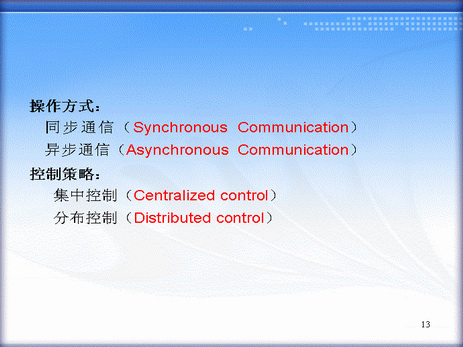 操作方式：
同步通信（Synchronous Communication）
异步通信（Asynchronous Communication）
控制策略：
集中控制（Centralized control）
分布控制（Distributed control）
13